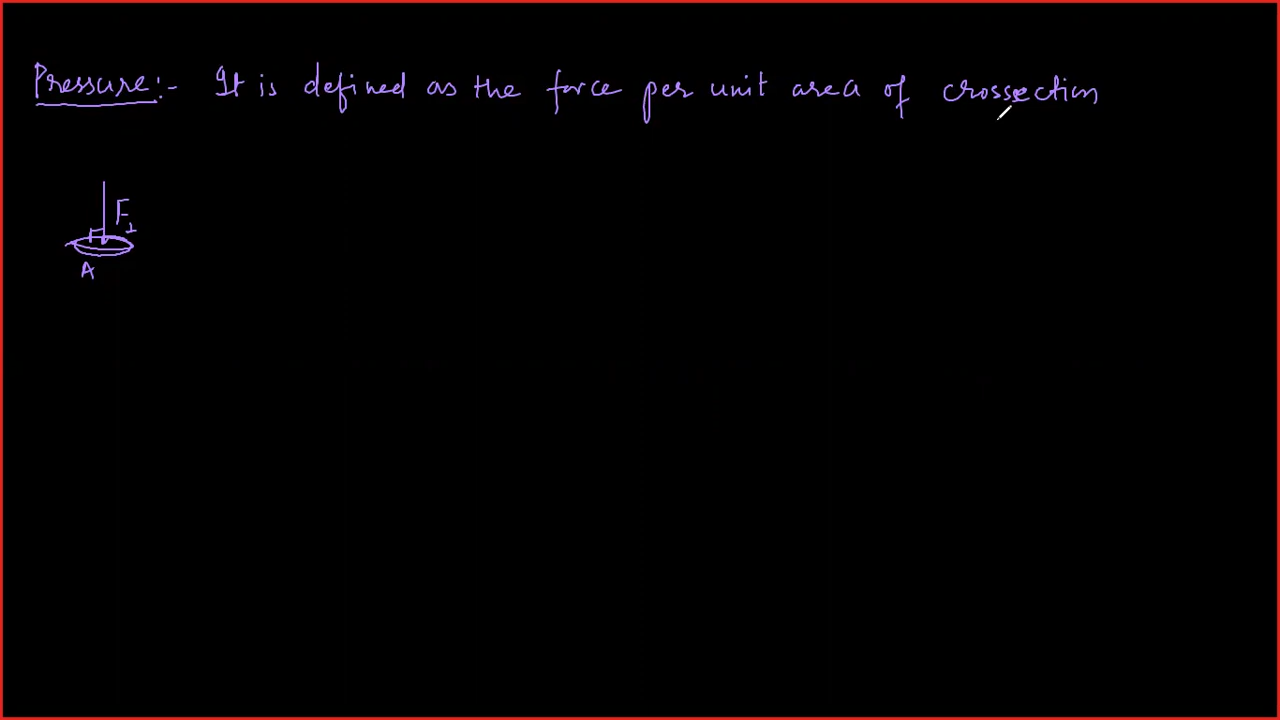 Pressure:- It is defined as the force per unit area of crossection
F⊥
A